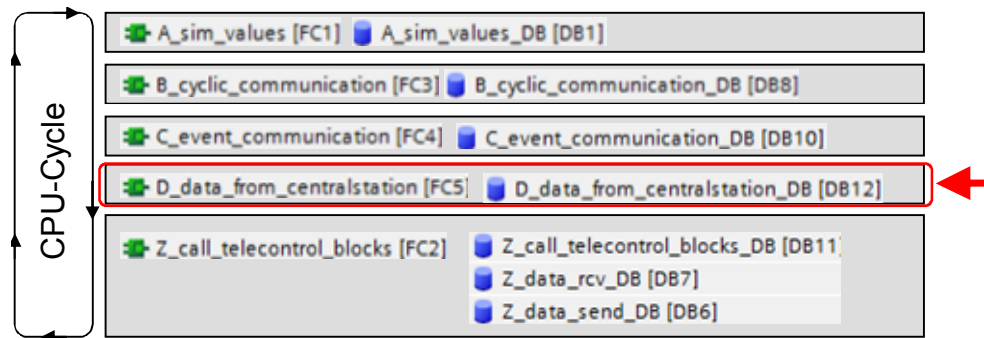 CPU-Cycle
A_sim_values [FC1] A_sim_values_DB [DB1]
B_cyclic_communication [FC3] B_cyclic_communication_DB [DB8]
C_event_communication [FC4] C_event_communication_DB [DB10]
D_data_from_centralstation [FC5] D_data_from_centralstation_DB [DB12]
Z_call_telecontrol_blocks [FC2] Z_call_telecontrol_blocks_DB [DB11]
Z_data_rcv_DB [DB7]
Z_data_send_DB [DB6]